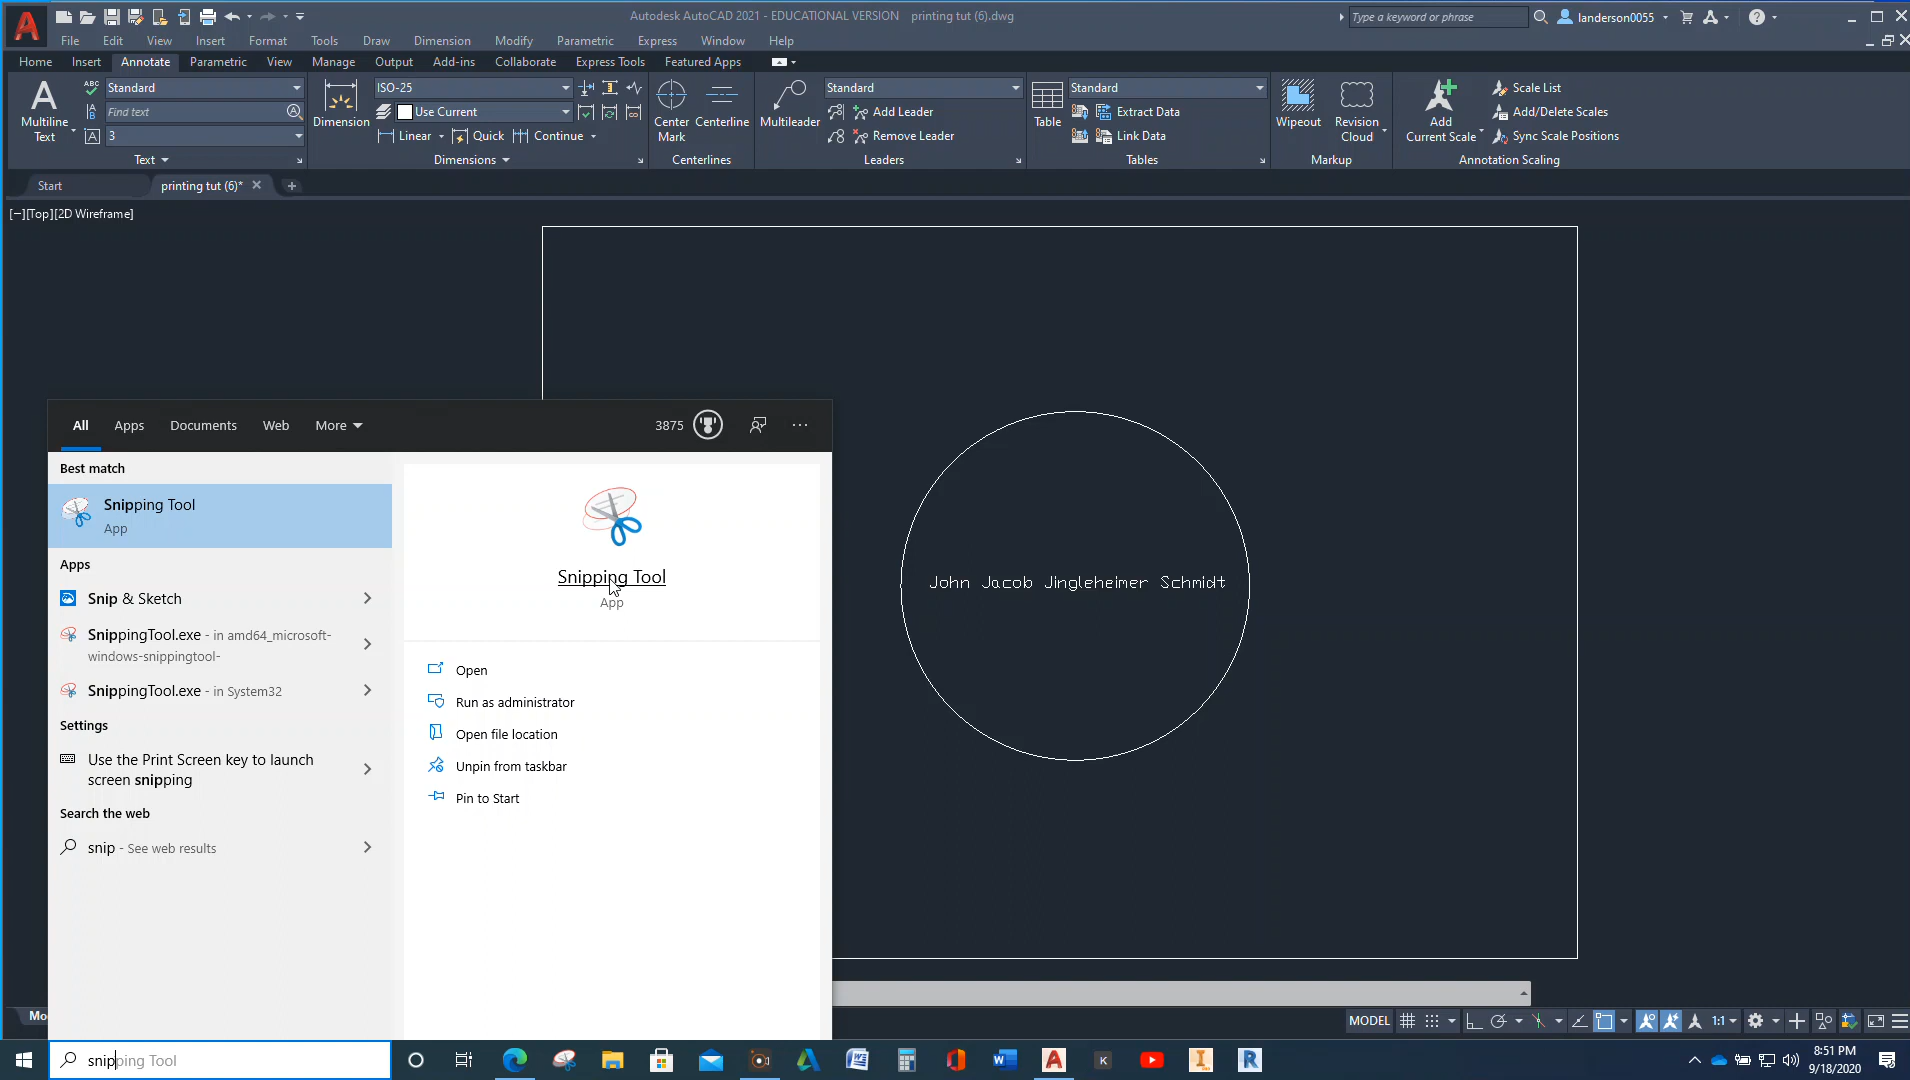 Autodesk AutoCAD 2021 - EDUCATIONAL VERSION printing tut (6).dwg
Type a keyword or phrase
landerson0055
File Edit View Insert Format Tools Draw Dimension Modify Parametric Express Window Help
Home Insert Annotate Parametric View Manage Output Add-ins Collaborate Express Tools Featured Apps
Multiline Text
ABC Standard
Find text
3
Text
Dimension
ISO-25
Use Current
Linear Quick Continue
Dimensions
Center Mark
Centerline
Centerlines
Multileader
Standard
Add Leader
Remove Leader
Leaders
Table
Standard
Extract Data
Link Data
Tables
Wipeout
Revision Cloud
Markup
Add Current Scale
Scale List
Add/Delete Scales
Sync Scale Positions
Annotation Scaling
Start printing tut (6)*
[−][Top][2D Wireframe]
John Jacob Jingleheimer Schmidt
All Apps Documents Web More 3875
Best match
Snipping Tool
App
Apps
Snip & Sketch
SnippingTool.exe - in amd64_microsoft-
windows-snippingtool-
SnippingTool.exe - in System32
Settings
Use the Print Screen key to launch
screen snipping
Search the web
snip - See web results
Snipping Tool
App
Open
Run as administrator
Open file location
Unpin from taskbar
Pin to Start
Mo
MODEL 1:1
snipping Tool
8:51 PM
9/18/2020